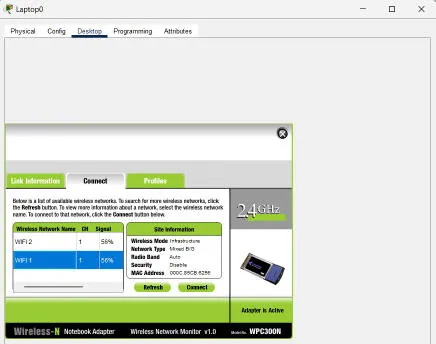 Laptop0
Physical Config Desktop Programming Attributes
Link Information Connect Profiles
Below is a list of available wireless networks. To search for more wireless networks, click
the Refresh button. To view more information about a network, select the wireless network
name. To connect to that network, click the Connect button below.
2.4GHz
Wireless Network Name CH Signal
WIFI 2 1 56%
WIFI 1 1 56%
Site Information
Wireless Mode Infrastructure
Network Type Mixed B/G
Radio Band Auto
Security Disable
MAC Address 000C.85CB.6286
Refresh Connect
Adapter is Active
Wireless-N Notebook Adapter Wireless Network Monitor v1.0 Model No. WPC300N